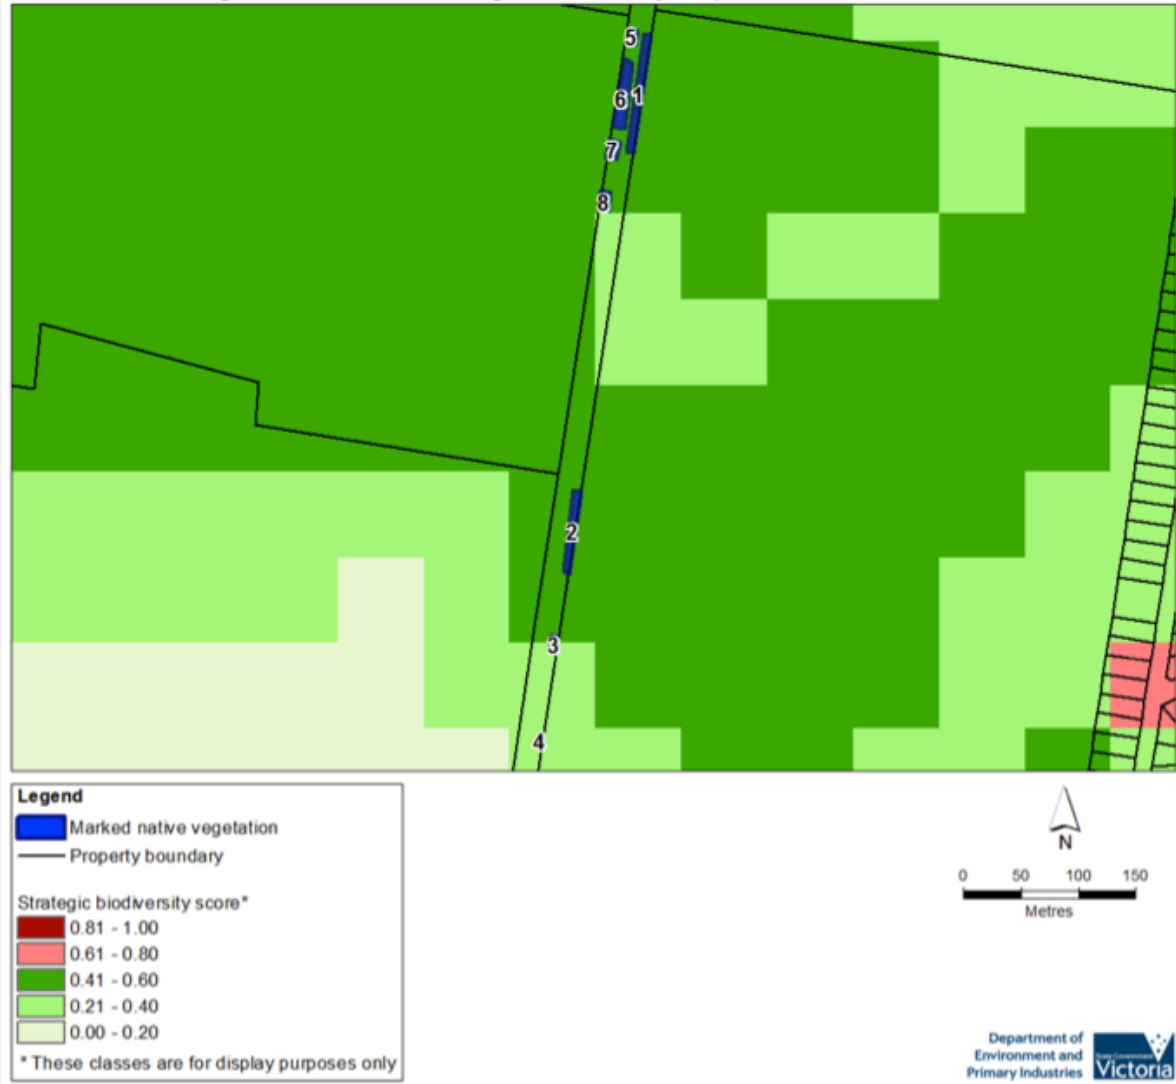 5
6 1
7
8
2
3
4
Legend
Marked native vegetation
Property boundary
Strategic biodiversity score*
0.81 - 1.00
0.61 - 0.80
0.41 - 0.60
0.21 - 0.40
0.00 - 0.20
* These classes are for display purposes only
N
0 50 100 150
Metres
Department of
Environment and
Primary Industries
State Government
Victoria